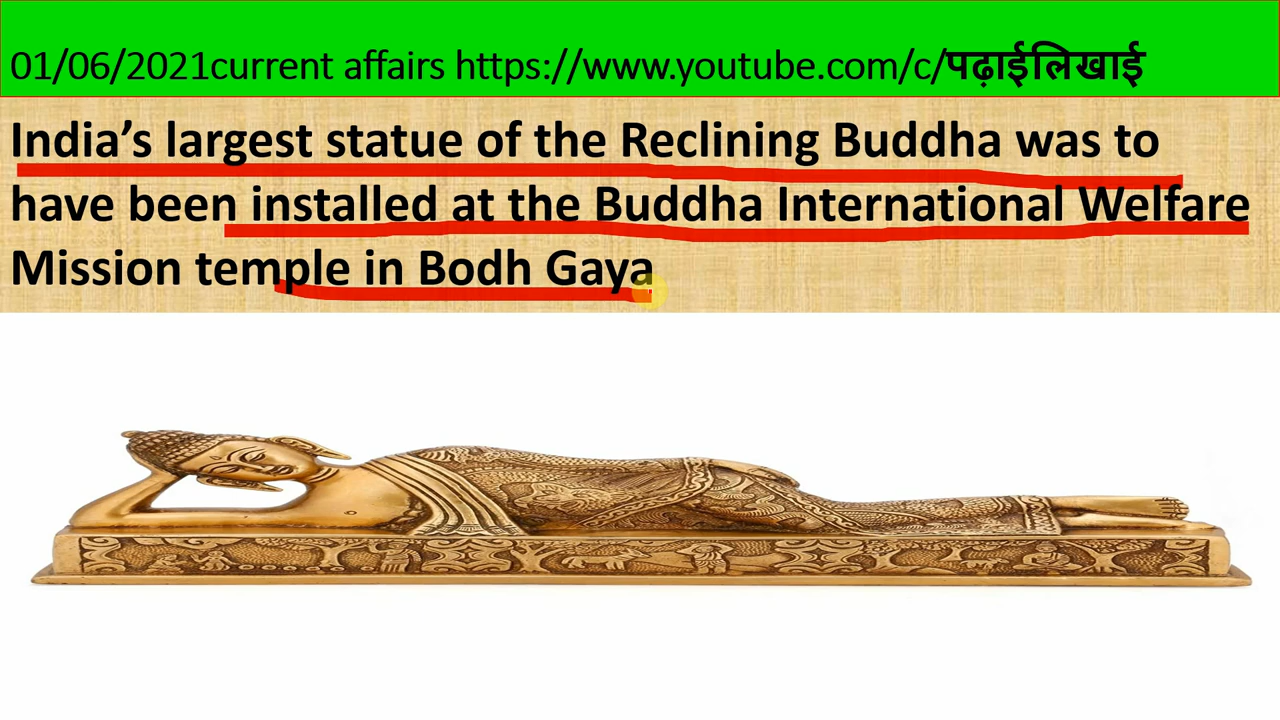 01/06/2021current affairs https://www.youtube.com/c/पढ़ाईलिखाई
India’s largest statue of the Reclining Buddha was to
have been installed at the Buddha International Welfare
Mission temple in Bodh Gaya